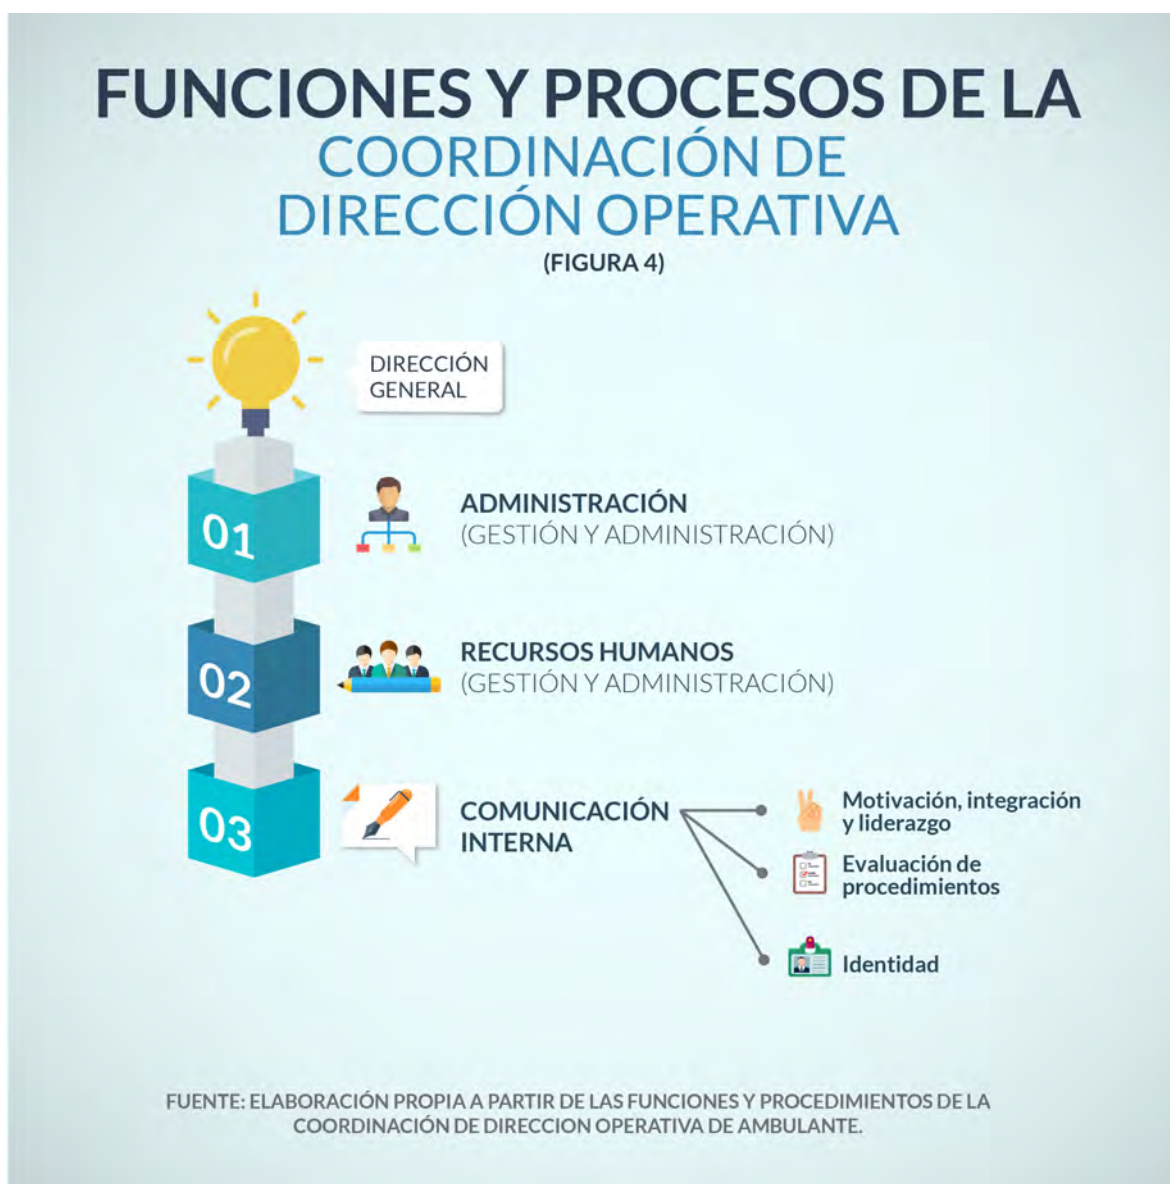 FUNCIONES Y PROCESOS DE LA
COORDINACIÓN DE
DIRECCIÓN OPERATIVA
(FIGURA 4)
DIRECCIÓN
GENERAL
01
ADMINISTRACIÓN
(GESTIÓN Y ADMINISTRACIÓN)
02
RECURSOS HUMANOS
(GESTIÓN Y ADMINISTRACIÓN)
03
COMUNICACIÓN
INTERNA
Motivación, integración
y liderazgo
Evaluación de
procedimientos
Identidad
FUENTE: ELABORACIÓN PROPIA A PARTIR DE LAS FUNCIONES Y PROCEDIMIENTOS DE LA
COORDINACIÓN DE DIRECCION OPERATIVA DE AMBULANTE.